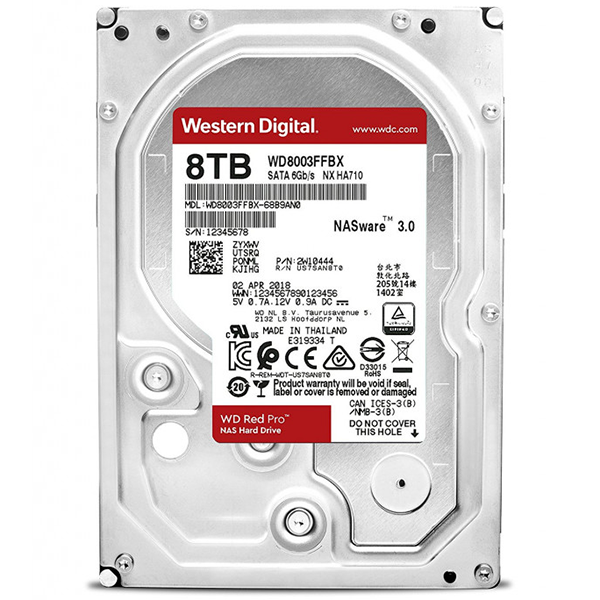 Western Digital.
www.wdc.com
8TB
WD8003FFBX
SATA 6Gb/s NX HA710
MDL:WD8003FFBX-68B9AN0
NASware™ 3.0
S/N:12345678
ZYXWV
UTSRQ
PONML
KJIHG
P/N:2W10444
R/N US7SAN8T0
台北市
敦化北路
205號14樓
1402室
02 APR 2018
WWN:1234567890123456
5V 0.7A.12V 0.9A DC
WD NL B.V. Taurusavenue 5
2132 LS Hoofddorp NL
c RU us
MADE IN THAILAND
E319334 T
CE
D33015
RoHS
R-REM-WDT-US7SAN8T0
20
Product warranty will be void if seal,
label or cover is removed or damaged
CAN ICES-3(B)
/NMB-3(B)
DO NOT COVER
THIS HOLE
WD Red Pro™
NAS Hard Drive